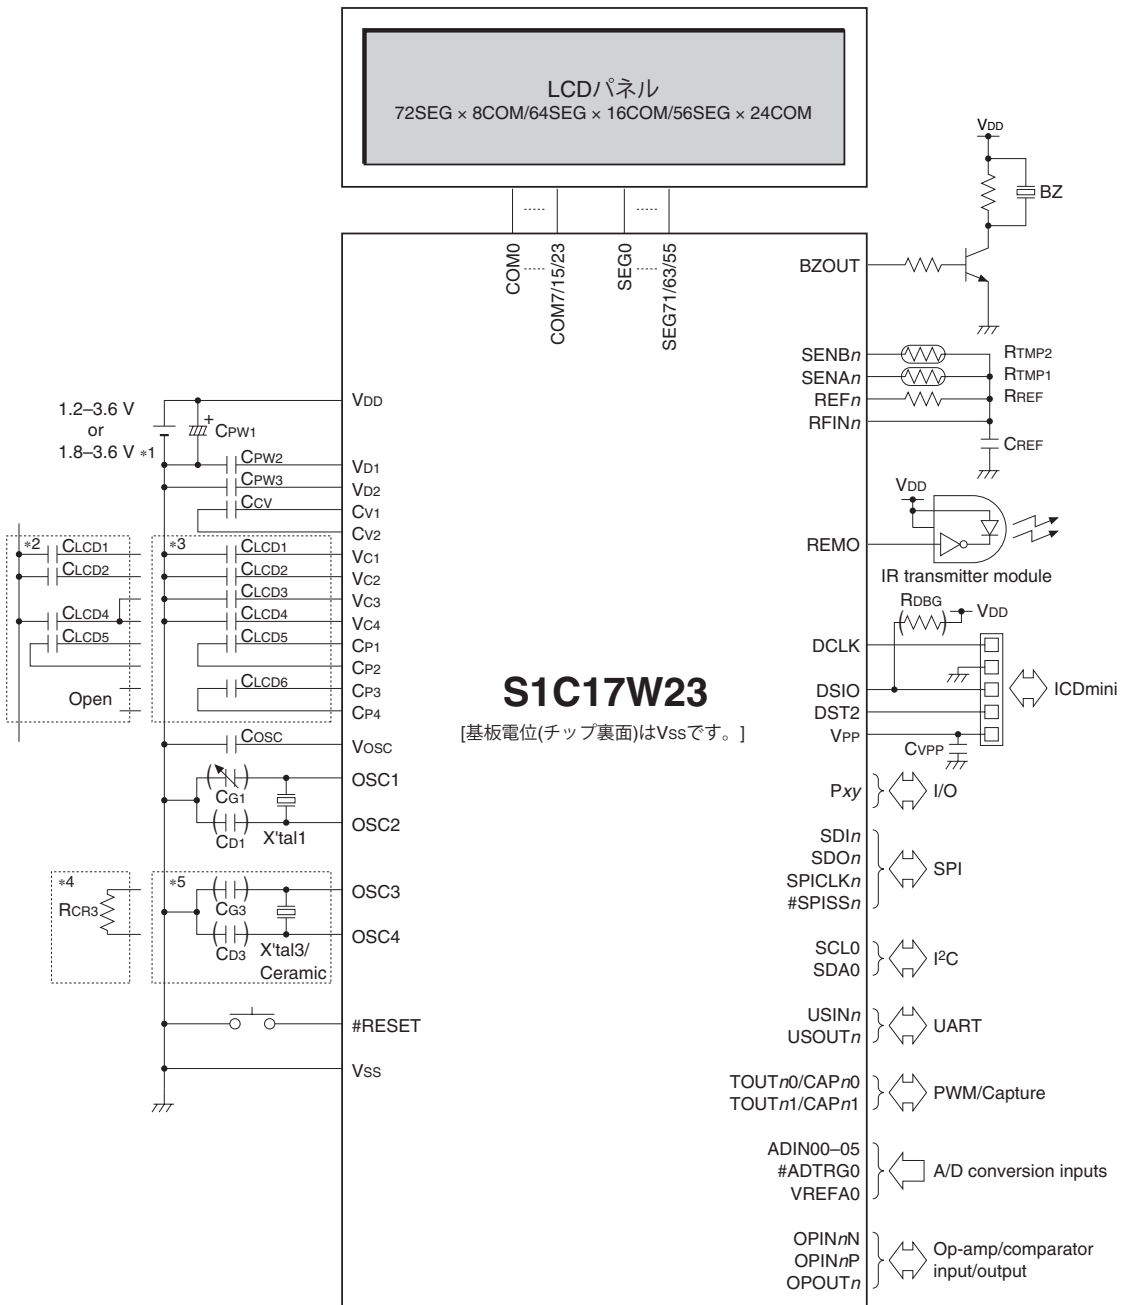 LCDパネル
72SEG × 8COM/64SEG × 16COM/56SEG × 24COM
COM0
COM7/15/23
SEG0
SEG71/63/55
VDD
BZ
BZOUT
SENBn
SENAn
REFn
RFINn
RTMP2
RTMP1
RREF
CREF
VDD
REMO
IR transmitter module
RDBG
VDD
DCLK
DSIO
DST2
VPP
CVPP
ICDmini
Pxy
I/O
SDIn
SDOn
SPICLKn
#SPISSn
SPI
SCL0
SDA0
I²C
USINn
USOUTn
UART
TOUTn0/CAPn0
TOUTn1/CAPn1
PWM/Capture
ADIN00–05
#ADTRG0
VREFA0
A/D conversion inputs
OPINnN
OPINnP
OPOUTn
Op-amp/comparator
input/output
S1C17W23
[基板電位(チップ裏面)はVssです。]
1.2–3.6 V
or
1.8–3.6 V *1
+
CPW1
CPW2
CPW3
CCV
VDD
VD1
VD2
CV1
CV2
VC1
VC2
VC3
VC4
CP1
CP2
CP3
CP4
VOSC
OSC1
OSC2
OSC3
OSC4
#RESET
VSS
*2
CLCD1
CLCD2
CLCD4
CLCD5
Open
*3
CLCD1
CLCD2
CLCD3
CLCD4
CLCD5
CLCD6
COSC
CG1
CD1
X'tal1
*4
RCR3
*5
CG3
CD3
X'tal3/
Ceramic